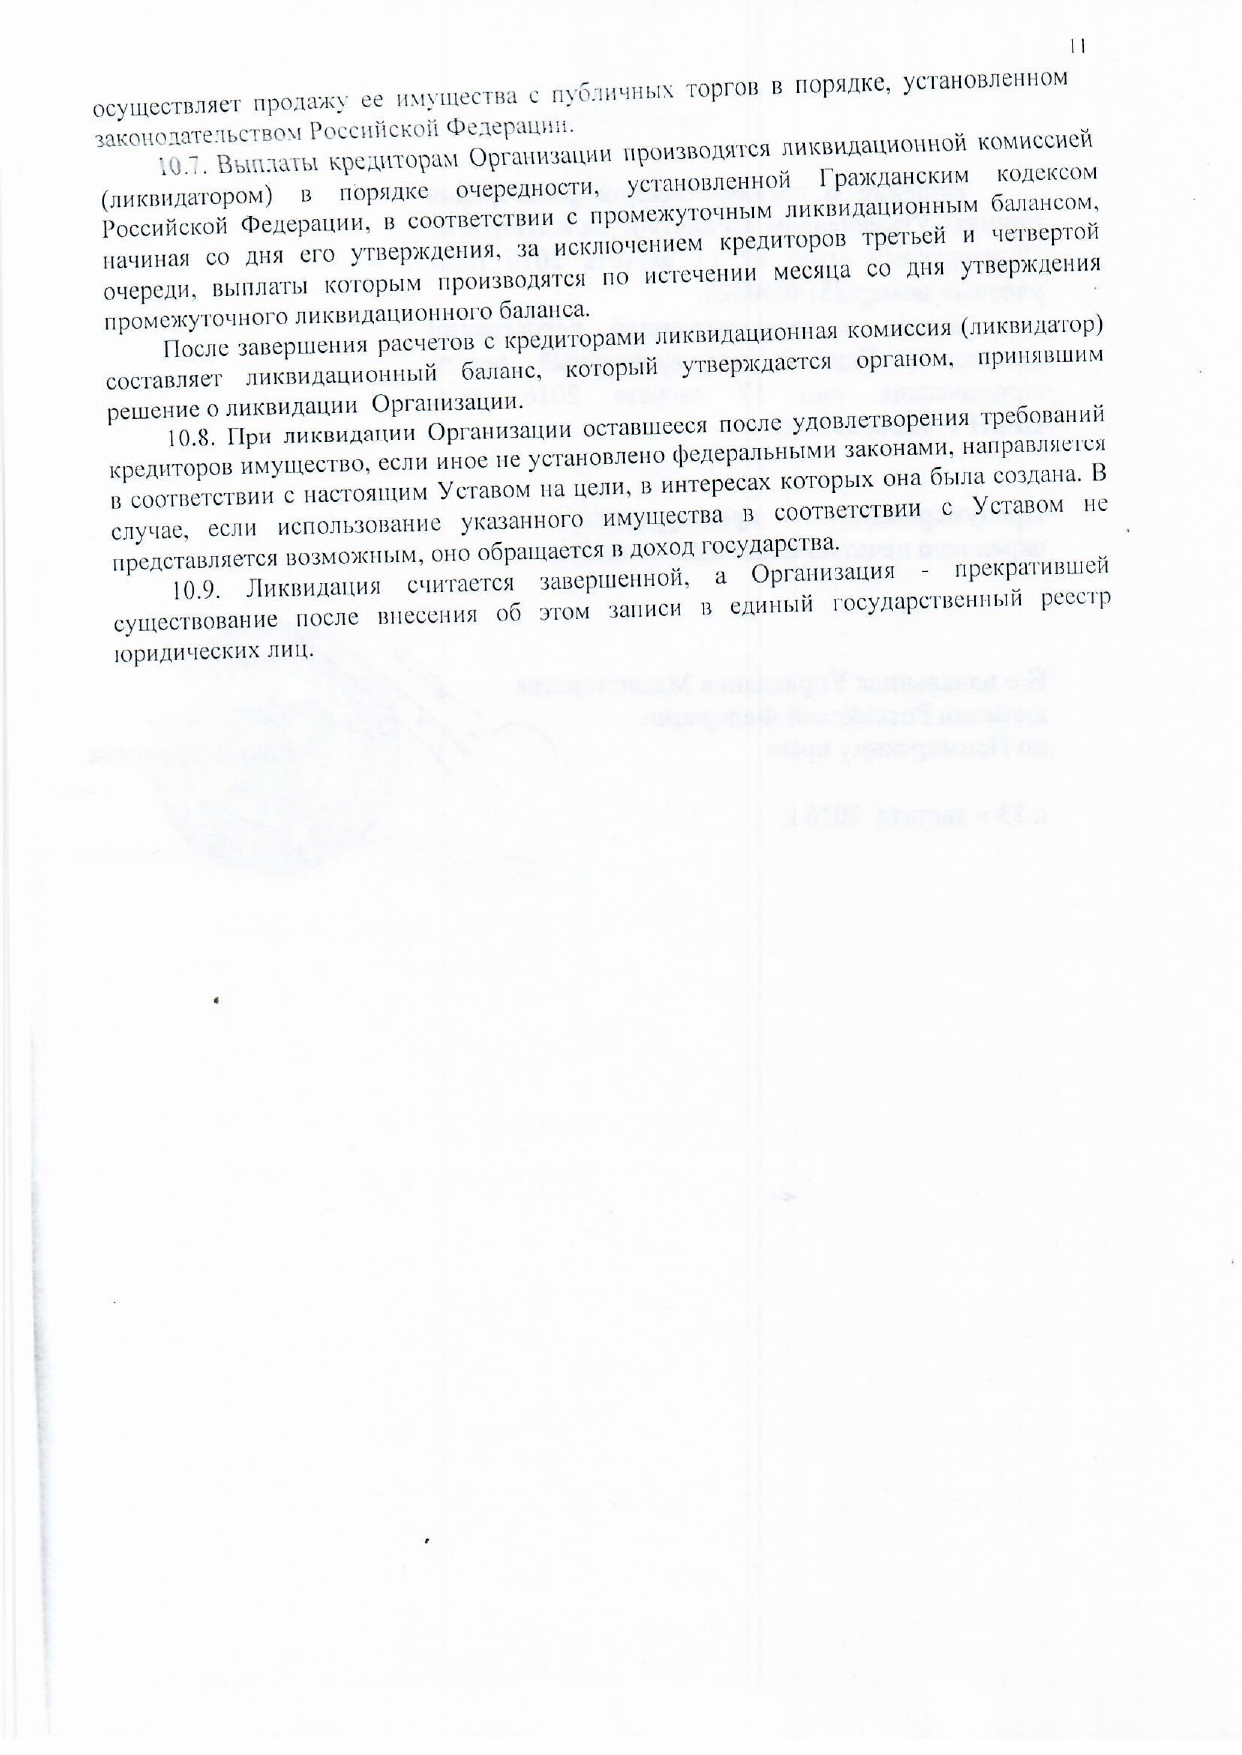 11
осуществляет продажу ее имущества с публичных торгов в порядке, установленном
законодательством Российской Федерации.
10.7. Выплаты кредиторам Организации производятся ликвидационной комиссией
(ликвидатором) в порядке очередности, установленной Гражданским кодексом
Российской Федерации, в соответствии с промежуточным ликвидационным балансом,
начиная со дня его утверждения, за исключением кредиторов третьей и четвертой
очереди, выплаты которым производятся по истечении месяца со дня утверждения
промежуточного ликвидационного баланса.
После завершения расчетов с кредиторами ликвидационная комиссия (ликвидатор)
составляет ликвидационный баланс, который утверждается органом, принявшим
решение о ликвидации Организации.
10.8. При ликвидации Организации оставшееся после удовлетворения требований
кредиторов имущество, если иное не установлено федеральными законами, направляется
в соответствии с настоящим Уставом на цели, в интересах которых она была создана. В
случае, если использование указанного имущества в соответствии с Уставом не
представляется возможным, оно обращается в доход государства.
10.9. Ликвидация считается завершенной, а Организация - прекратившей
существование после внесения об этом записи в единый государственный реестр
юридических лиц.